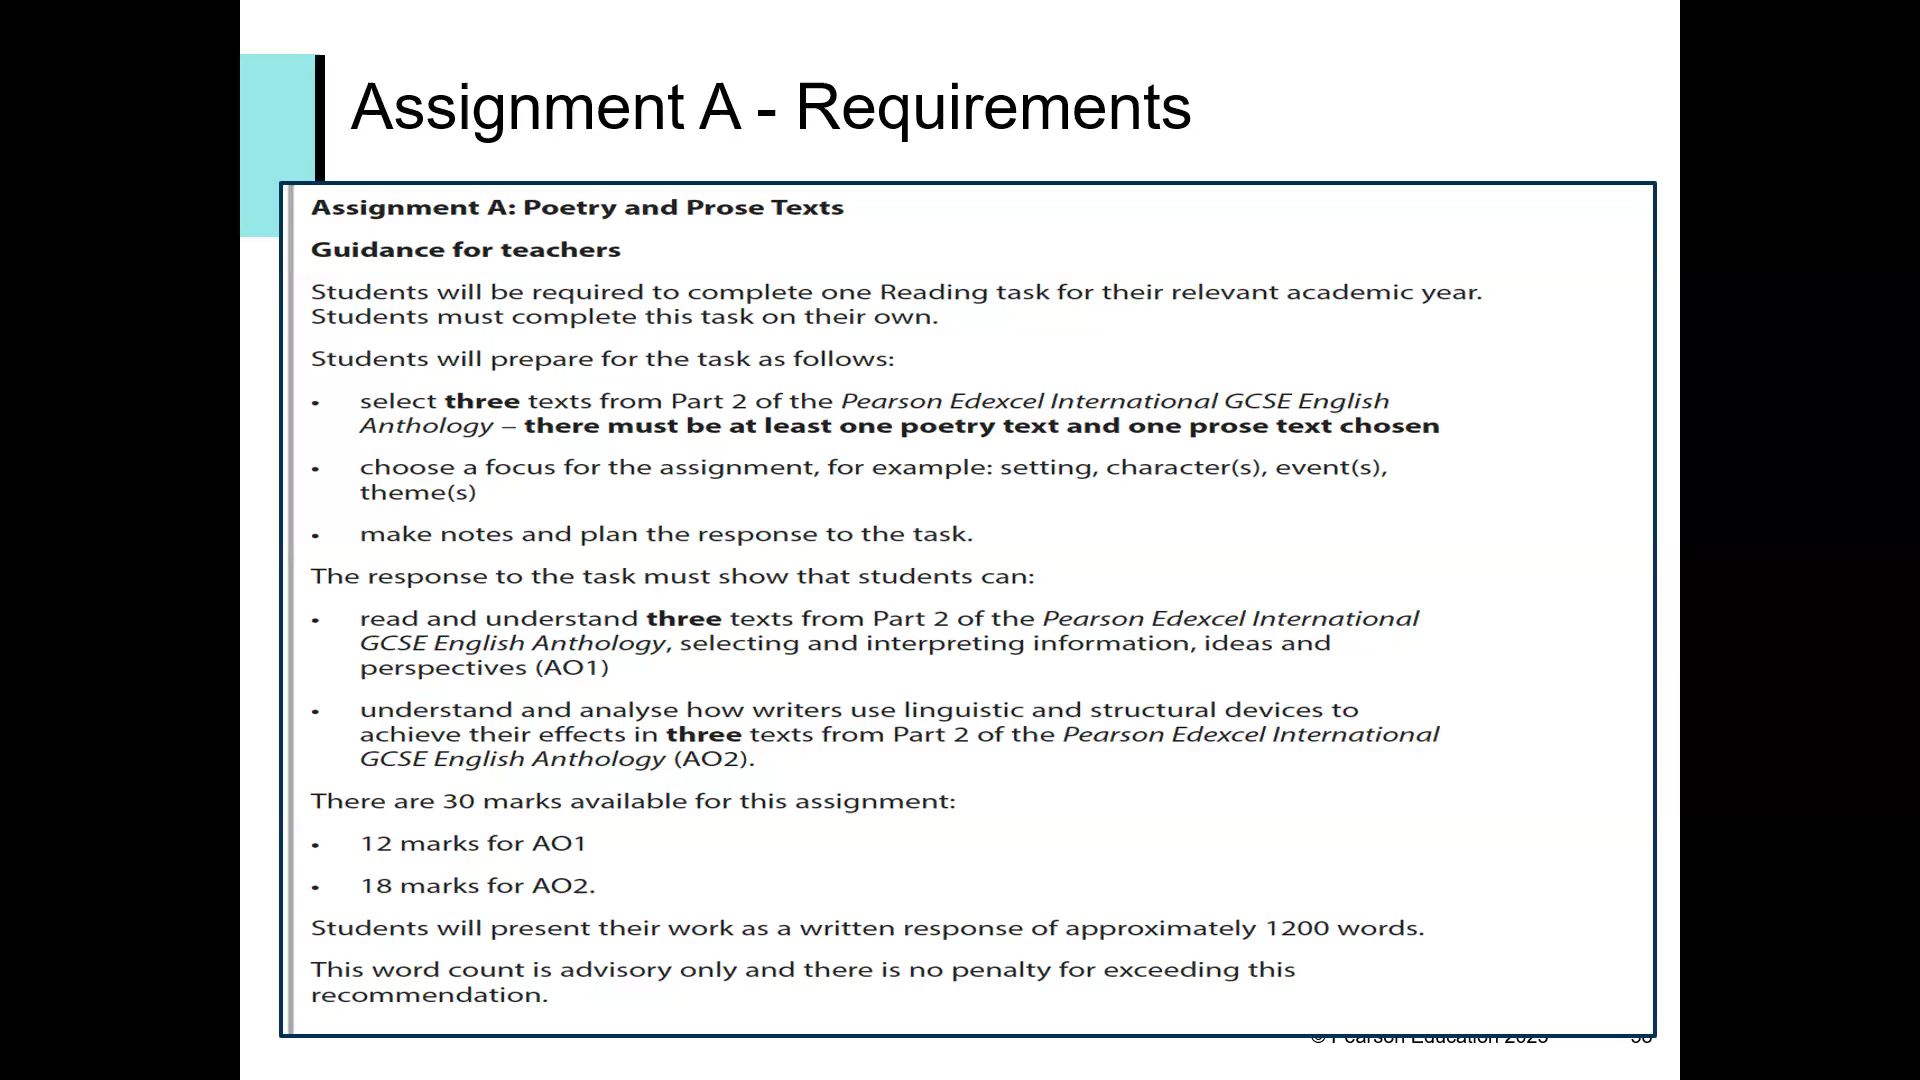 Assignment A - Requirements
Assignment A: Poetry and Prose Texts
Guidance for teachers
Students will be required to complete one Reading task for their relevant academic year.
Students must complete this task on their own.
Students will prepare for the task as follows:
• select three texts from Part 2 of the Pearson Edexcel International GCSE English
Anthology – there must be at least one poetry text and one prose text chosen
• choose a focus for the assignment, for example: setting, character(s), event(s),
theme(s)
• make notes and plan the response to the task.
The response to the task must show that students can:
• read and understand three texts from Part 2 of the Pearson Edexcel International
GCSE English Anthology, selecting and interpreting information, ideas and
perspectives (AO1)
• understand and analyse how writers use linguistic and structural devices to
achieve their effects in three texts from Part 2 of the Pearson Edexcel International
GCSE English Anthology (AO2).
There are 30 marks available for this assignment:
• 12 marks for AO1
• 18 marks for AO2.
Students will present their work as a written response of approximately 1200 words.
This word count is advisory only and there is no penalty for exceeding this
recommendation.
© Pearson Education